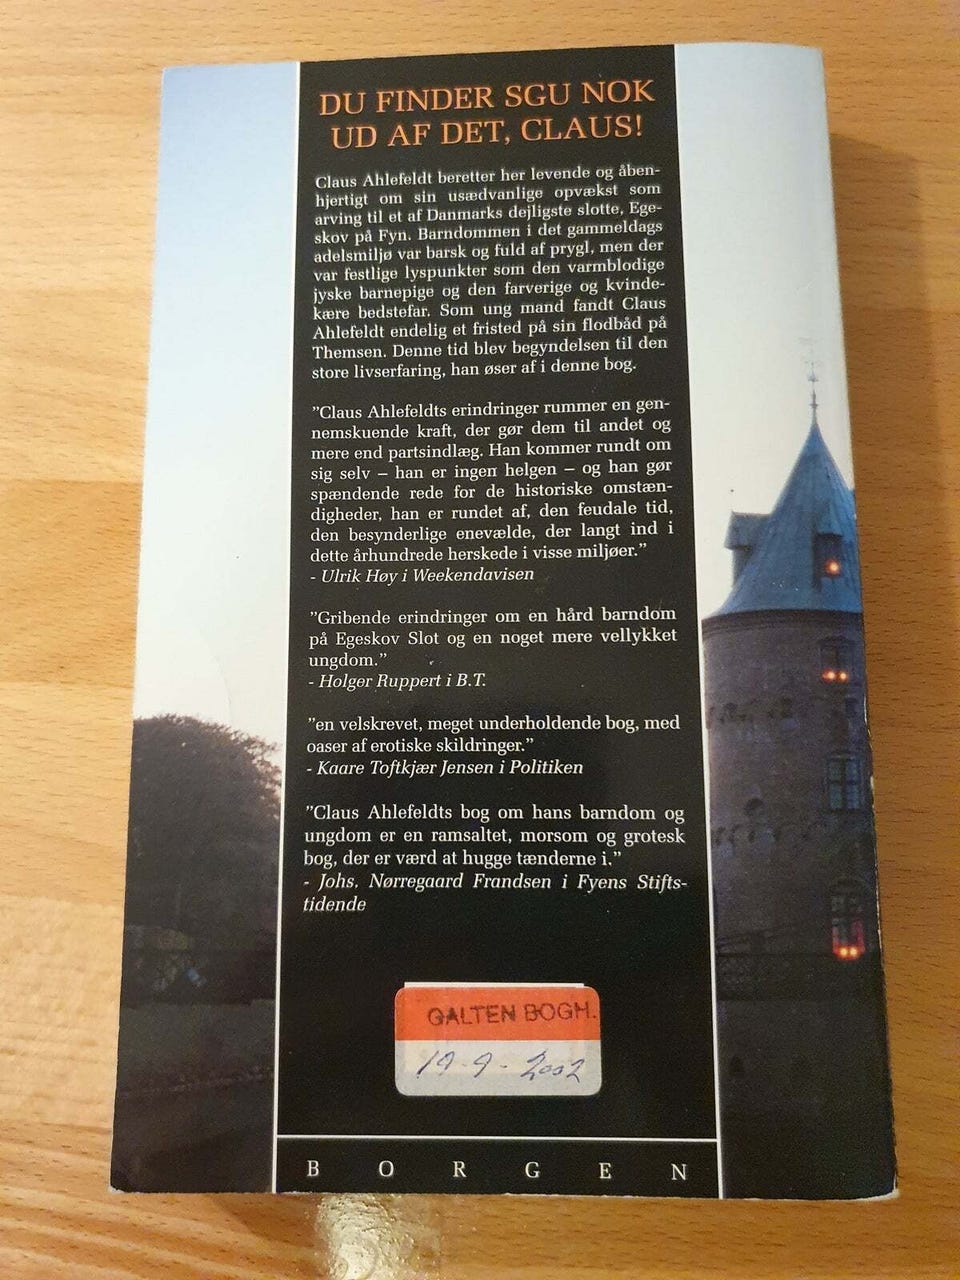 DU FINDER SGU NOK
UD AF DET, CLAUS!
Claus Ahlefeldt beretter her levende og åben-
hjertigt om sin usædvanlige opvækst som
arving til et af Danmarks dejligste slotte, Ege-
skov på Fyn. Barndommen i det gammeldags
adelsmiljø var barsk og fuld af prygl, men der
var festlige lyspunkter som den varmblodige
jyske barnepige og den farverige og kvinde-
kære bedstefar. Som ung mand fandt Claus
Ahlefeldt endelig et fristed på sin flodbåd på
Themsen. Denne tid blev begyndelsen til den
store livserfaring, han øser af i denne bog.
”Claus Ahlefeldts erindringer rummer en gen-
nemskuende kraft, der gør dem til andet og
mere end partsindlæg. Han kommer rundt om
sig selv – han er ingen helgen – og han gør
spændende rede for de historiske omstæn-
digheder, han er rundet af, den feudale tid,
den besynderlige enevælde, der langt ind i
dette århundrede herskede i visse miljøer.”
- Ulrik Høy i Weekendavisen
”Gribende erindringer om en hård barndom
på Egeskov Slot og en noget mere vellykket
ungdom.”
- Holger Ruppert i B.T.
”en velskrevet, meget underholdende bog, med
oaser af erotiske skildringer.”
- Kaare Toftkjær Jensen i Politiken
”Claus Ahlefeldts bog om hans barndom og
ungdom er en ramsaltet, morsom og grotesk
bog, der er værd at hugge tænderne i.”
- Johs. Nørregaard Frandsen i Fyens Stifts-
tidende
GALTEN BOGH.
19-9-2002
BORGEN